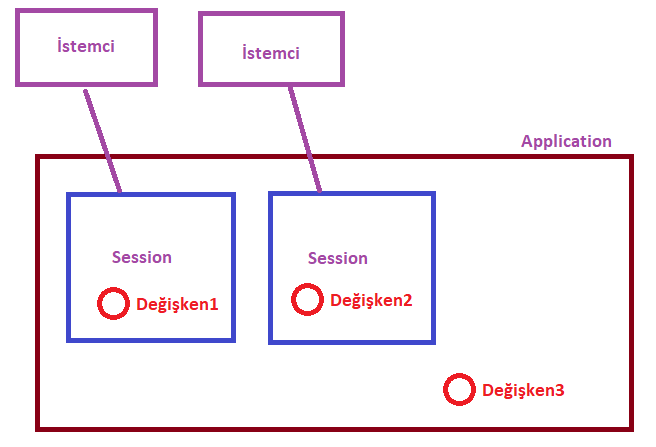 İstemci
İstemci
Application
Session
Session
Değişken1
Değişken2
Değişken3